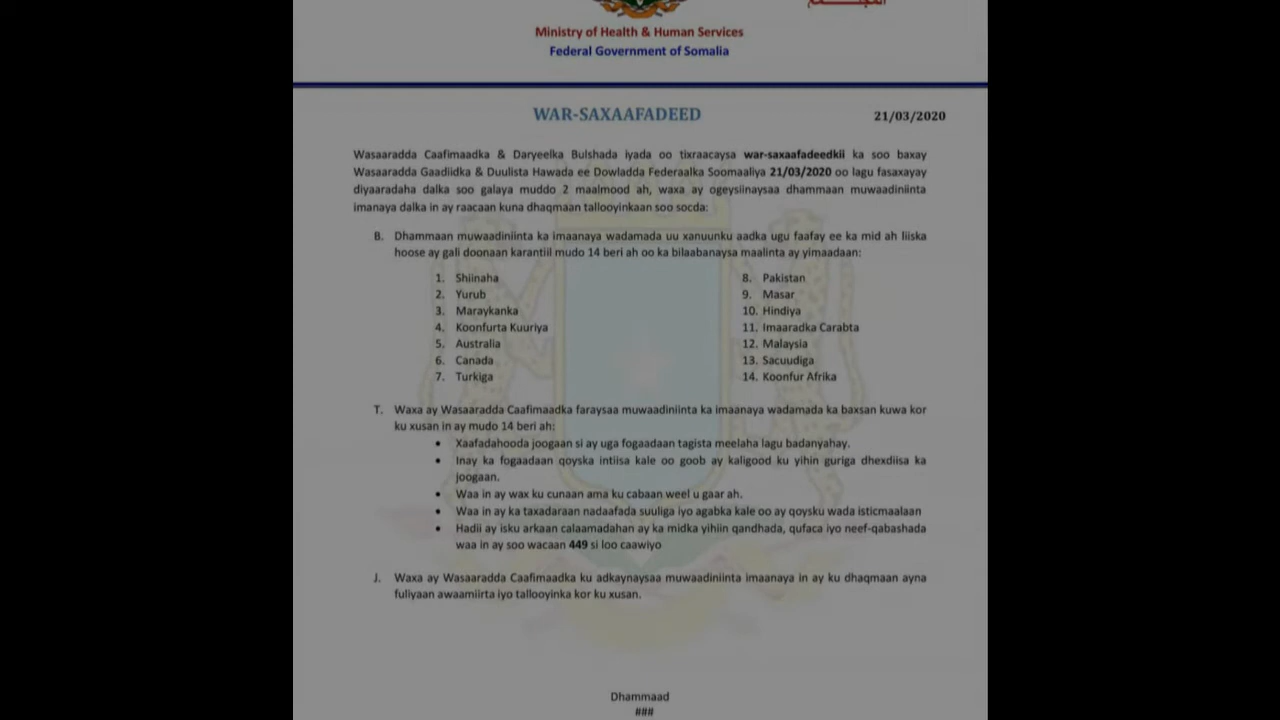 Ministry of Health & Human Services
Federal Government of Somalia
WAR-SAXAAFADEED
21/03/2020
Wasaaradda Caafimaadka & Daryeelka Bulshada iyada oo tixraacaysa war-saxaafadeedkii ka soo baxay
Wasaaradda Gaadiidka & Duulista Hawada ee Dowladda Federaalka Soomaaliya 21/03/2020 oo lagu fasaxayay
diyaaradaha dalka soo galaya muddo 2 maalmood ah, waxa ay ogeysiinaysaa dhammaan muwaadiniinta
imanaya dalka in ay raacaan kuna dhaqmaan tallooyinkaan soo socda:
B. Dhammaan muwaadiniinta ka imaanaya wadamada uu xanuunku aadka ugu faafay ee ka mid ah liiska
hoose ay gali doonaan karantiil mudo 14 beri ah oo ka bilaabanaysa maalinta ay yimaadaan:
1. Shiinaha
2. Yurub
3. Maraykanka
4. Koonfurta Kuuriya
5. Australia
6. Canada
7. Turkiga
8. Pakistan
9. Masar
10. Hindiya
11. Imaaradka Carabta
12. Malaysia
13. Sacuudiga
14. Koonfur Afrika
T. Waxa ay Wasaaradda Caafimaadka faraysaa muwaadiniinta ka imaanaya wadamada ka baxsan kuwa kor
ku xusan in ay mudo 14 beri ah:
• Xaafadahooda joogaan si ay uga fogaadaan tagista meelaha lagu badanyahay.
• Inay ka fogaadaan qoyska intiisa kale oo goob ay kaligood ku yihin guriga dhexdiisa ka
joogaan.
• Waa in ay wax ku cunaan ama ku cabaan weel u gaar ah.
• Waa in ay ka taxadaraan nadaafada suuliga iyo agabka kale oo ay qoysku wada isticmaalaan
• Hadii ay isku arkaan calaamadahan ay ka midka yihiin qandhada, qufaca iyo neef-qabashada
waa in ay soo wacaan 449 si loo caawiyo
J. Waxa ay Wasaaradda Caafimaadka ku adkaynaysaa muwaadiniinta imaanaya in ay ku dhaqmaan ayna
fuliyaan awaamiirta iyo tallooyinka kor ku xusan.
Dhammaad
###